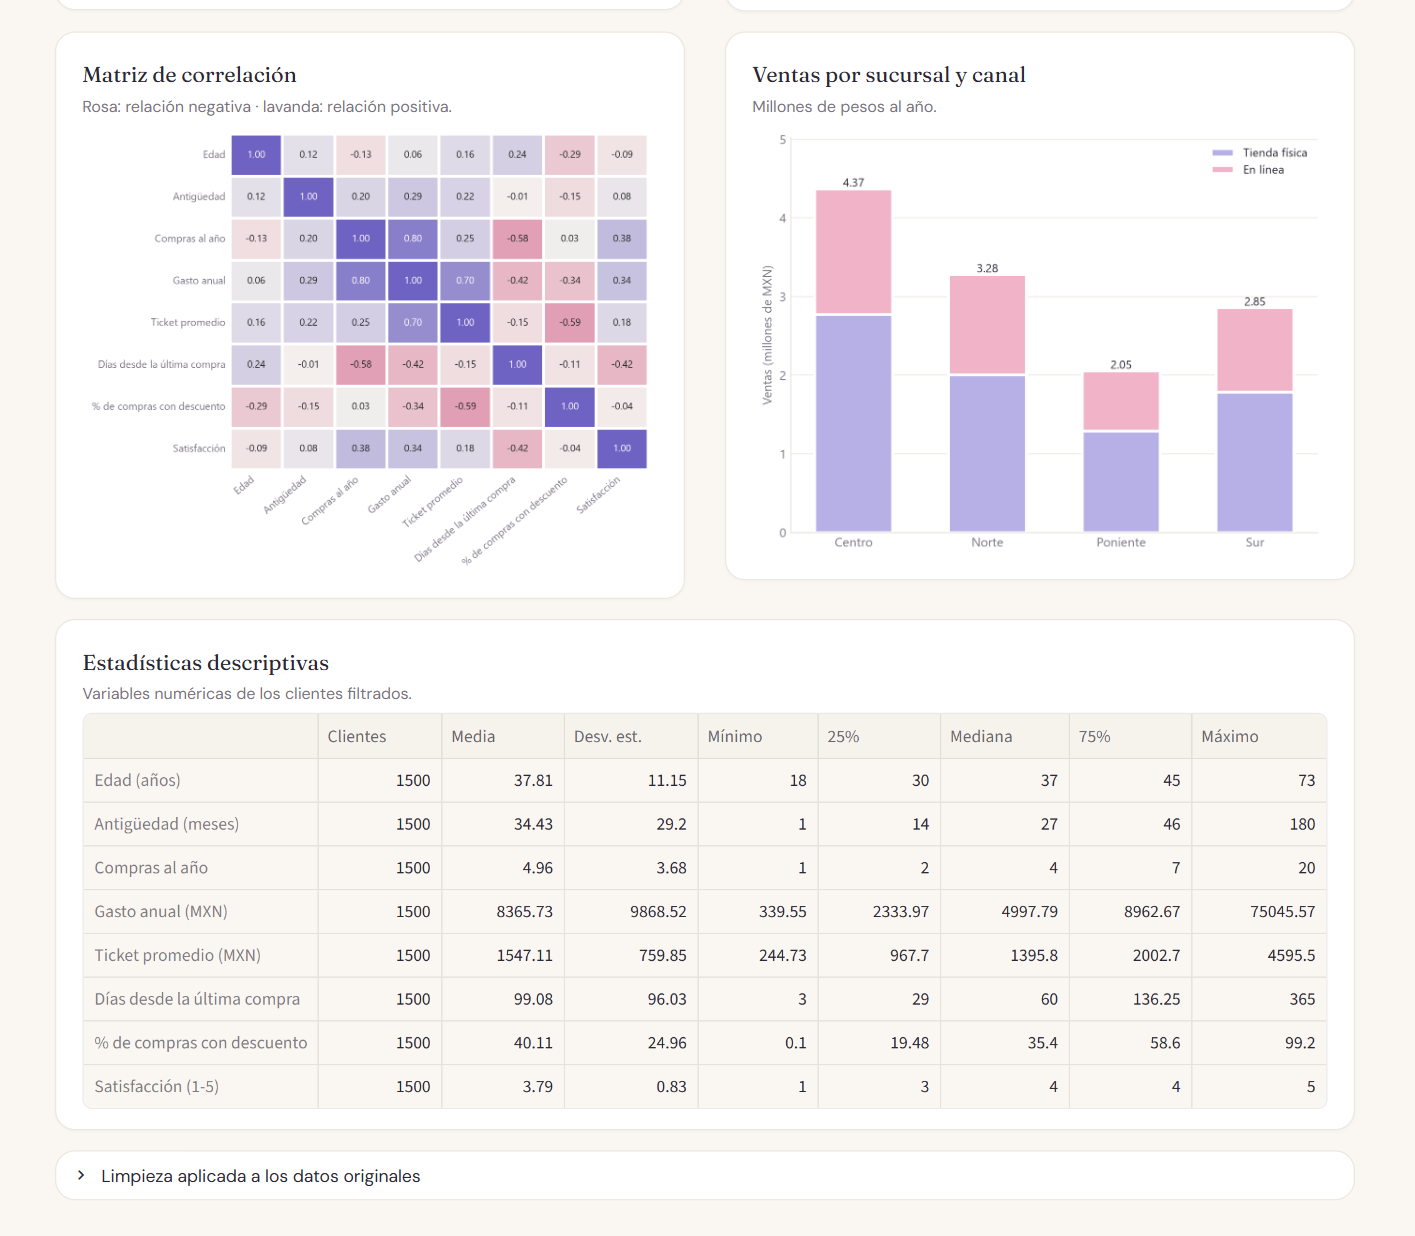 Matriz de correlación
Rosa: relación negativa · lavanda: relación positiva.
Edad 1.00 0.12 -0.13 0.06 0.16 0.24 -0.29 -0.09
Antigüedad 0.12 1.00 0.20 0.29 0.22 -0.01 -0.15 0.08
Compras al año -0.13 0.20 1.00 0.80 0.25 -0.58 0.03 0.38
Gasto anual 0.06 0.29 0.80 1.00 0.70 -0.42 -0.34 0.34
Ticket promedio 0.16 0.22 0.25 0.70 1.00 -0.15 -0.59 0.18
Días desde la última compra 0.24 -0.01 -0.58 -0.42 -0.15 1.00 -0.11 -0.42
% de compras con descuento -0.29 -0.15 0.03 -0.34 -0.59 -0.11 1.00 -0.04
Satisfacción -0.09 0.08 0.38 0.34 0.18 -0.42 -0.04 1.00
Edad
Antigüedad
Compras al año
Gasto anual
Ticket promedio
Días desde la última compra
% de compras con descuento
Satisfacción
Ventas por sucursal y canal
Millones de pesos al año.
Ventas (millones de MXN)
5
4
3
2
1
0
Tienda física
En línea
4.37
3.28
2.05
2.85
Centro Norte Poniente Sur
Estadísticas descriptivas
Variables numéricas de los clientes filtrados.
Clientes Media Desv. est. Mínimo 25% Mediana 75% Máximo
Edad (años) 1500 37.81 11.15 18 30 37 45 73
Antigüedad (meses) 1500 34.43 29.2 1 14 27 46 180
Compras al año 1500 4.96 3.68 1 2 4 7 20
Gasto anual (MXN) 1500 8365.73 9868.52 339.55 2333.97 4997.79 8962.67 75045.57
Ticket promedio (MXN) 1500 1547.11 759.85 244.73 967.7 1395.8 2002.7 4595.5
Días desde la última compra 1500 99.08 96.03 3 29 60 136.25 365
% de compras con descuento 1500 40.11 24.96 0.1 19.48 35.4 58.6 99.2
Satisfacción (1-5) 1500 3.79 0.83 1 3 4 4 5
Limpieza aplicada a los datos originales